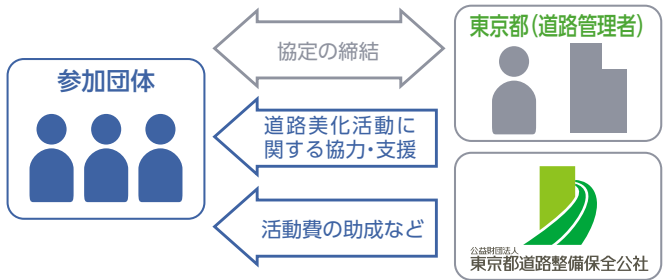 参加団体
協定の締結
東京都(道路管理者)
道路美化活動に
関する協力・支援
活動費の助成など
公益財団法人
東京都道路整備保全公社